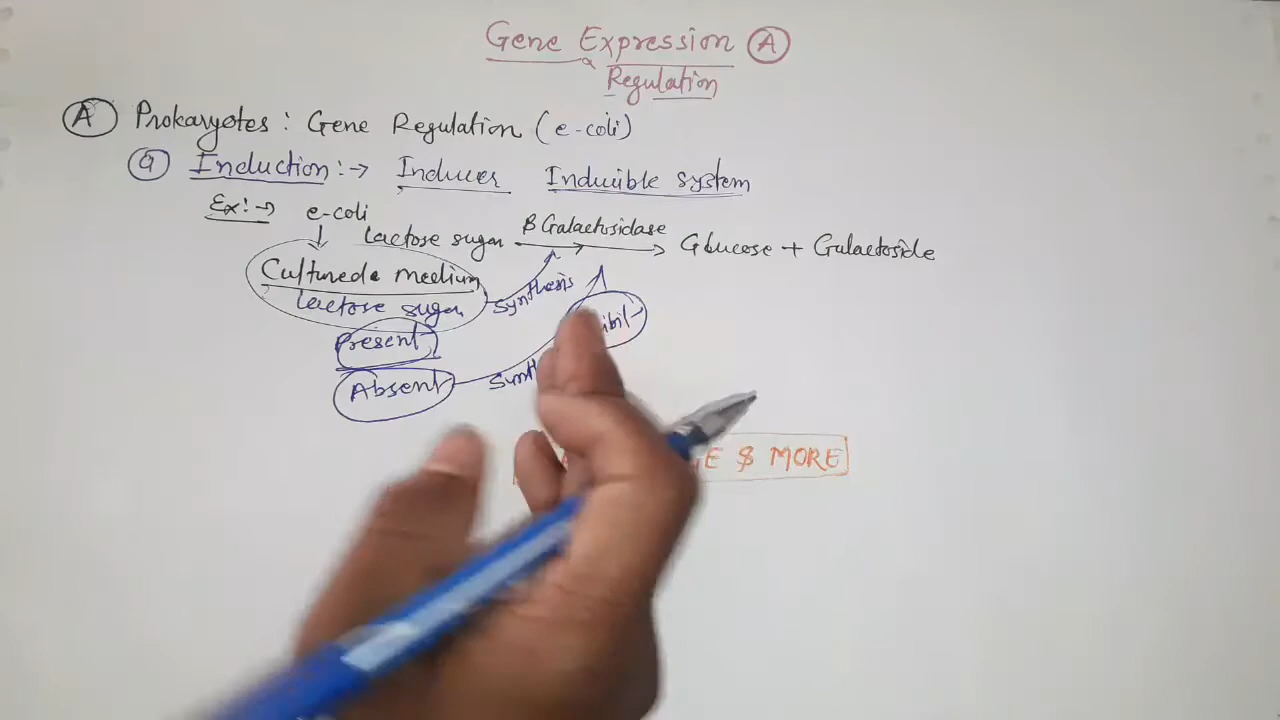 Gene Expression A
Regulation
A Prokaryotes : Gene Regulation (e-coli)
a Induction :→ Inducer Inducible system
Ex:→ e-coli
Lactose sugar β Galactosidase Glucose + Galactoside
Cultured medium
Lactose sugar Synthesis
Present
Absent
$ MORE